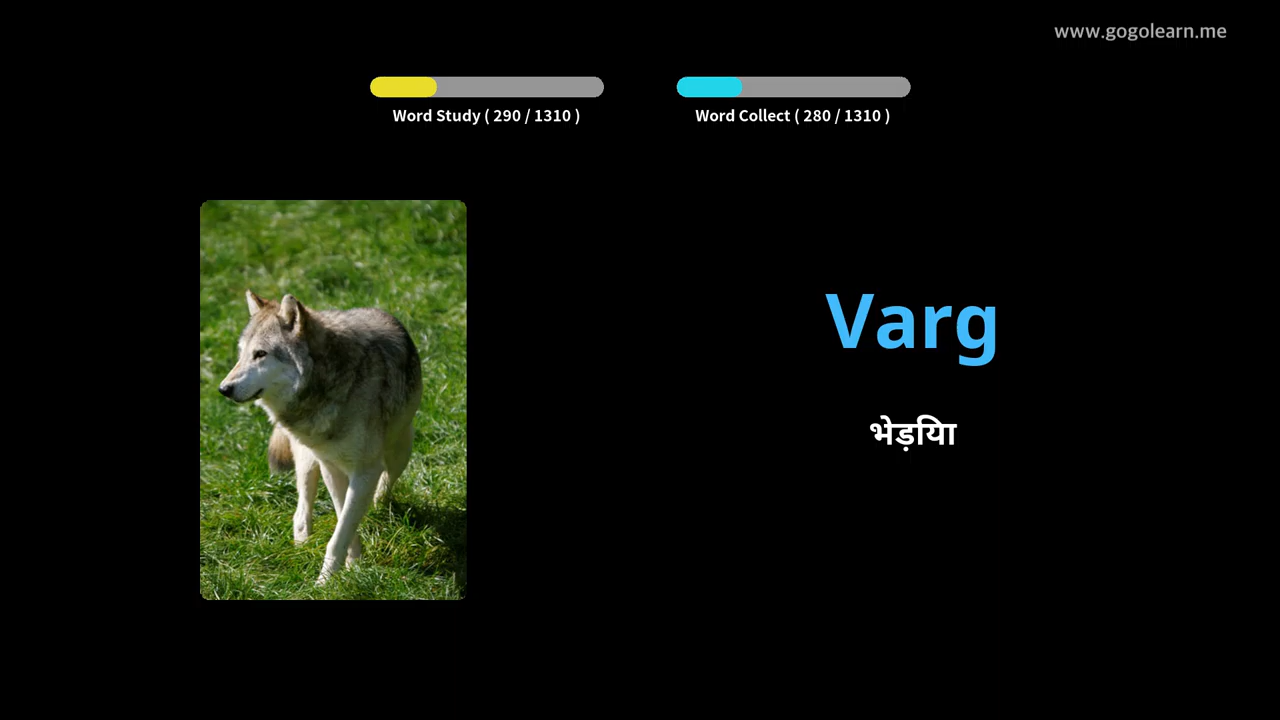 www.gogolearn.me
Word Study ( 290 / 1310 )
Word Collect ( 280 / 1310 )
Varg
भेड़िया